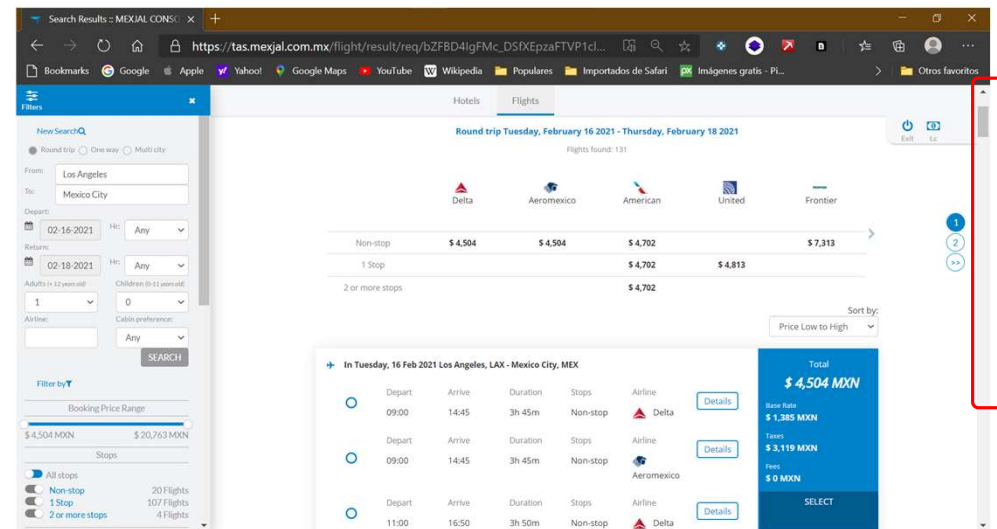 Search Results :: MEXJAL CONSC
https://tas.mexjal.com.mx/flight/result/req/bZFBD4IgFMc_DSfXEpzaFTVP1cl...
Bookmarks Google Apple Yahoo! Google Maps YouTube Wikipedia Populares Importados de Safari Imágenes gratis - Pi... Otros favoritos
Filters
Hotels Flights
New Search
Round trip One way Multi city
From: Los Angeles
To: Mexico City
Depart:
02-16-2021 Hr: Any
Return:
02-18-2021 Hr: Any
Adults (+ 12 years old) Children (0-11 years old)
1 0
Airline: Cabin preference:
Any
SEARCH
Filter by
Booking Price Range
$ 4,504 MXN $ 20,763 MXN
Stops
All stops
Non-stop 20 Flights
1 Stop 107 Flights
2 or more stops 4 Flights
Round trip Tuesday, February 16 2021 - Thursday, February 18 2021
Flights found: 131
Exit t.c.
Delta Aeromexico American United Frontier
Non-stop $ 4,504 $ 4,504 $ 4,702 $ 7,313
1 Stop $ 4,702 $ 4,813
2 or more stops $ 4,702
1
2
>>
Sort by:
Price Low to High
In Tuesday, 16 Feb 2021 Los Angeles, LAX - Mexico City, MEX
Depart Arrive Duration Stops Airline
09:00 14:45 3h 45m Non-stop Delta Details
Depart Arrive Duration Stops Airline
09:00 14:45 3h 45m Non-stop Aeromexico Details
Depart Arrive Duration Stops Airline
11:00 16:50 3h 50m Non-stop Delta Details
Total
$ 4,504 MXN
Base Rate
$ 1,385 MXN
Taxes
$ 3,119 MXN
Fees
$ 0 MXN
SELECT